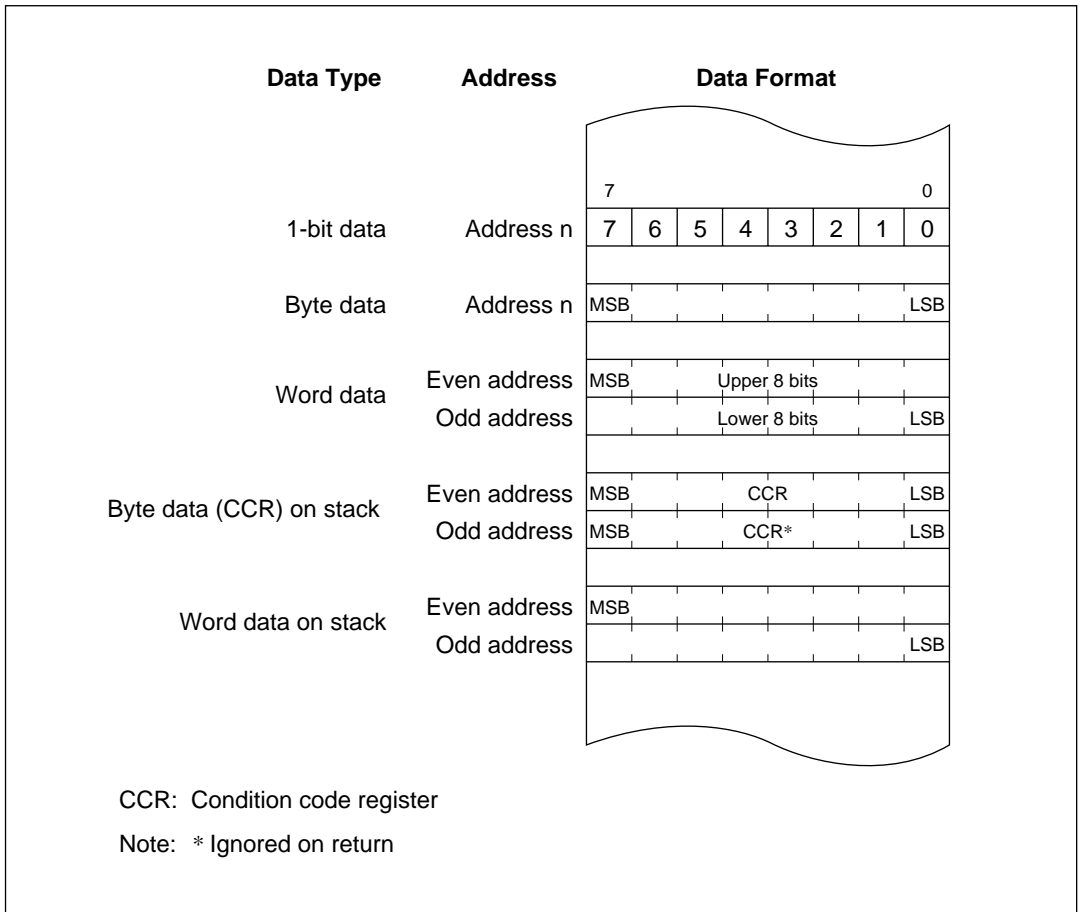 Data Type Address Data Format
7 0
1-bit data Address n 7 6 5 4 3 2 1 0
Byte data Address n MSB LSB
Word data
Even address MSB Upper 8 bits
Odd address Lower 8 bits LSB
Byte data (CCR) on stack
Even address MSB CCR LSB
Odd address MSB CCR* LSB
Word data on stack
Even address MSB
Odd address LSB
CCR: Condition code register
Note: * Ignored on return